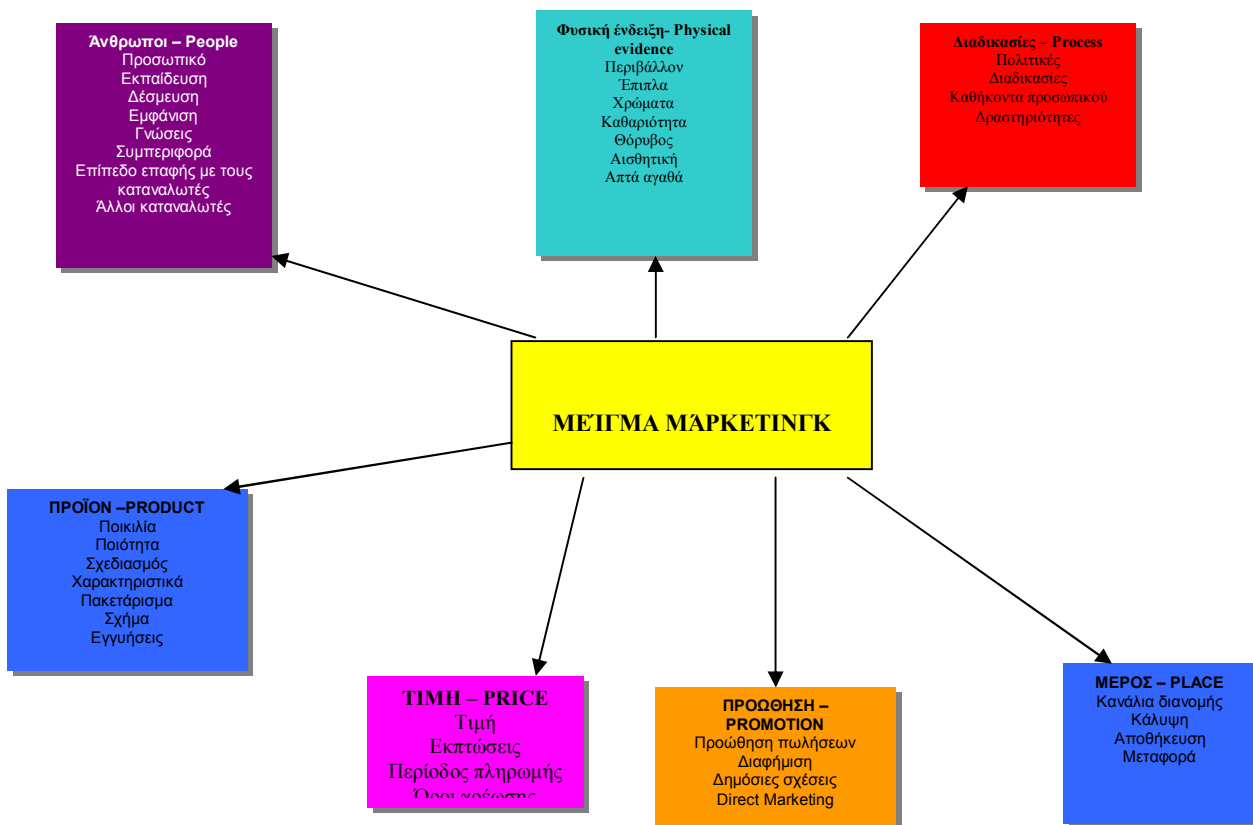 Άνθρωποι – People
Προσωπικό
Εκπαίδευση
Δέσμευση
Εμφάνιση
Γνώσεις
Συμπεριφορά
Επίπεδο επαφής με τους
καταναλωτές
Άλλοι καταναλωτές
Φυσική ένδειξη- Physical
evidence
Περιβάλλον
Έπιπλα
Χρώματα
Καθαριότητα
Θόρυβος
Αισθητική
Απτά αγαθά
Διαδικασίες – Process
Πολιτικές
Διαδικασίες
Καθήκοντα προσωπικού
Δραστηριότητες
ΜΕΊΓΜΑ ΜΆΡΚΕΤΙΝΓΚ
ΠΡΟΪΟΝ –PRODUCT
Ποικιλία
Ποιότητα
Σχεδιασμός
Χαρακτηριστικά
Πακετάρισμα
Σχήμα
Εγγυήσεις
ΤΙΜΗ – PRICE
Τιμή
Εκπτώσεις
Περίοδος πληρωμής
Όροι χρέωσης
ΠΡΟΩΘΗΣΗ –
PROMOTION
Προώθηση πωλήσεων
Διαφήμιση
Δημόσιες σχέσεις
Direct Marketing
ΜΕΡΟΣ – PLACE
Κανάλια διανομής
Κάλυψη
Αποθήκευση
Μεταφορά